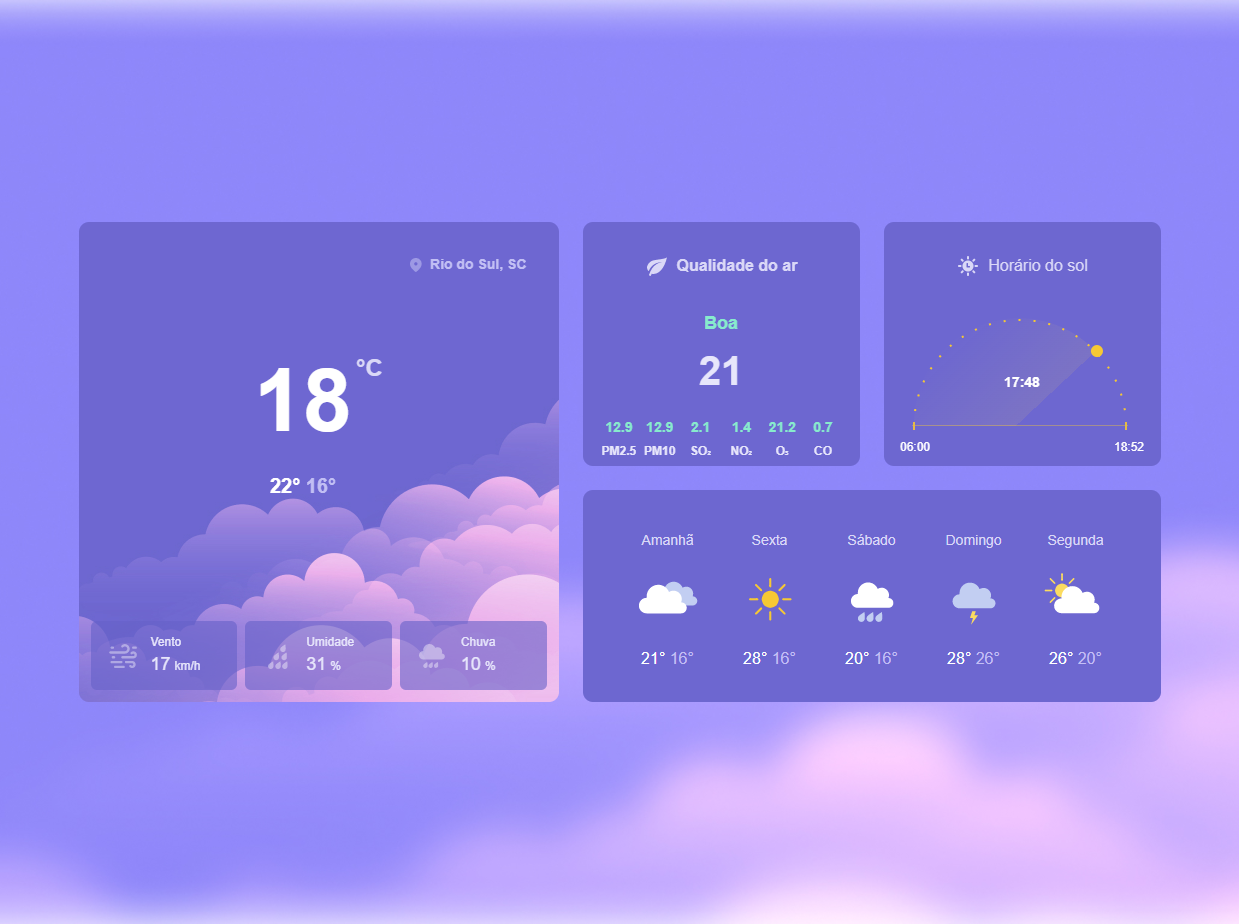 Rio do Sul, SC
18 °C
22° 16°
Vento
17 km/h
Umidade
31 %
Chuva
10 %
Qualidade do ar
Boa
21
12.9 12.9 2.1 1.4 21.2 0.7
PM2.5 PM10 SO₂ NO₂ O₃ CO
Horário do sol
17:48
06:00 18:52
Amanhã Sexta Sábado Domingo Segunda
21° 16° 28° 16° 20° 16° 28° 26° 26° 20°